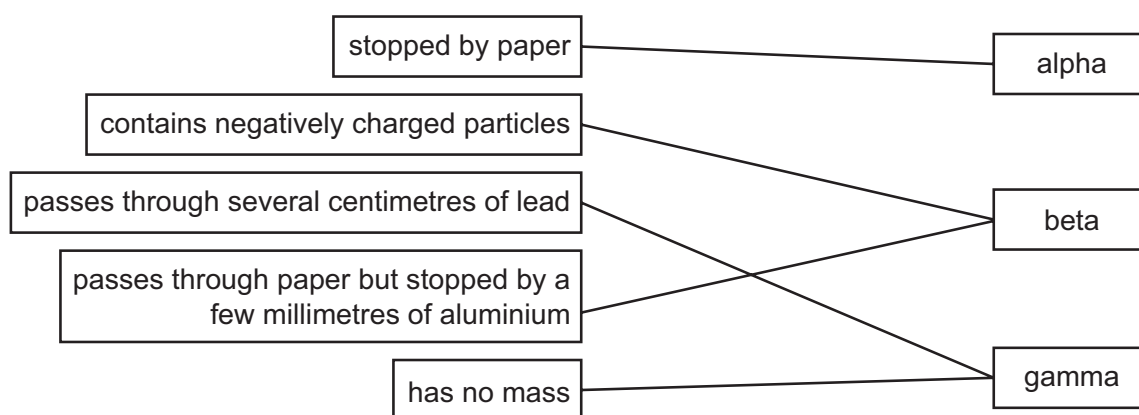 stopped by paper
contains negatively charged particles
passes through several centimetres of lead
passes through paper but stopped by a
few millimetres of aluminium
has no mass
alpha
beta
gamma